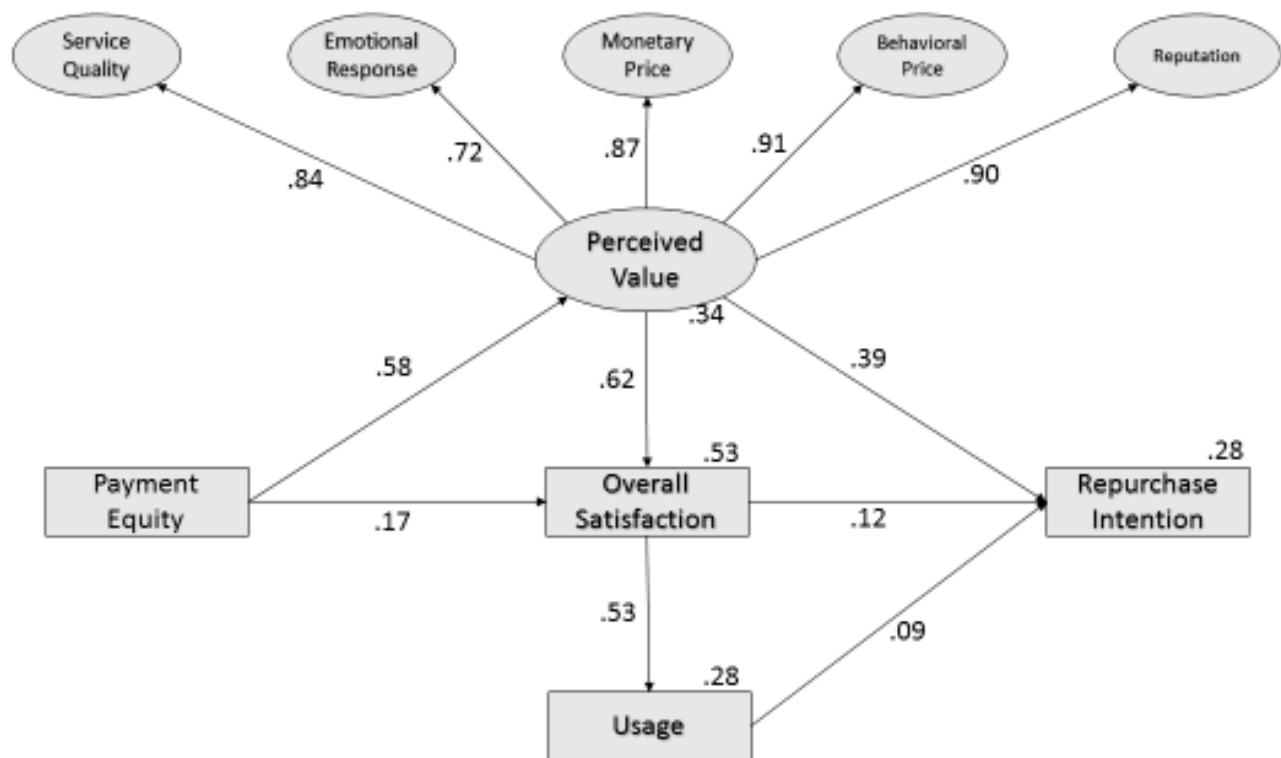 Service
Quality
Emotional
Response
Monetary
Price
Behavioral
Price
Reputation
.84
.72
.87
.91
.90
Perceived
Value
.34
.58
.62
.39
Payment
Equity
.17
.53
Overall
Satisfaction
.12
.28
Repurchase
Intention
.53
.09
.28
Usage